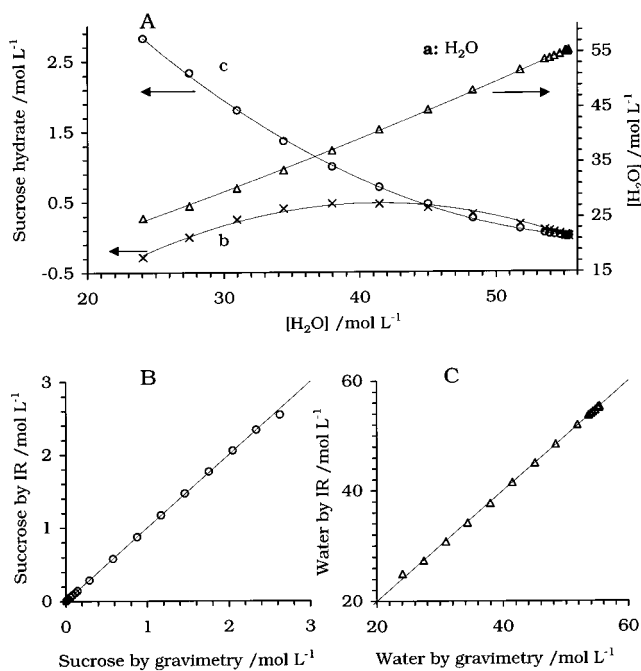 A
a: H₂O
c
b
Sucrose hydrate /mol L⁻¹
2.5
1.5
0.5
-0.5
[H₂O] /mol L⁻¹
55
45
35
25
15
20 30 40 50
[H₂O] /mol L⁻¹
B
Succrose by IR /mol L⁻¹
3
2
1
0
0 1 2 3
Sucrose by gravimetry /mol L⁻¹
C
Water by IR /mol L⁻¹
60
40
20
20 40 60
Water by gravimetry /mol L⁻¹